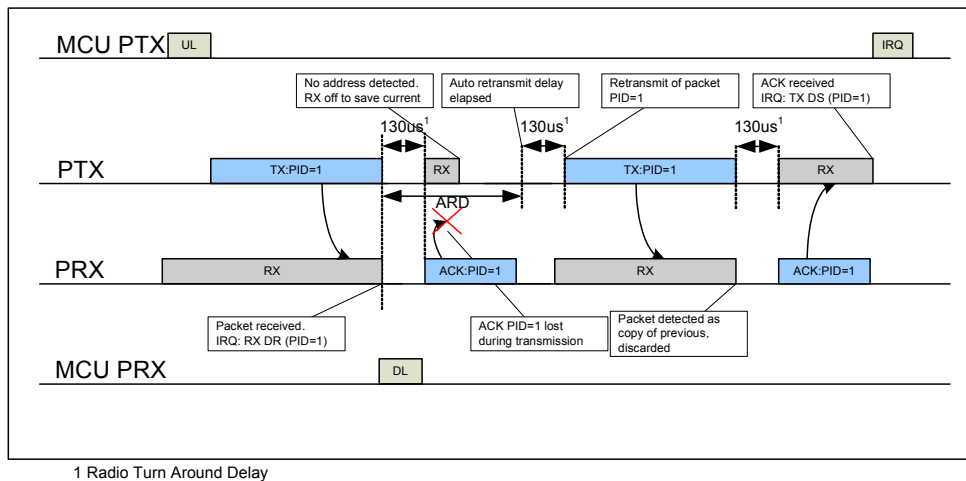 MCU PTX
UL
IRQ
No address detected.
RX off to save current
Auto retransmit delay
elapsed
Retransmit of packet
PID=1
ACK received
IRQ: TX DS (PID=1)
130us1
130us1
130us1
PTX
TX:PID=1
RX
TX:PID=1
RX
ARD
PRX
RX
ACK:PID=1
RX
ACK:PID=1
Packet received.
IRQ: RX DR (PID=1)
ACK PID=1 lost
during transmission
Packet detected as
copy of previous,
discarded
MCU PRX
DL
1 Radio Turn Around Delay